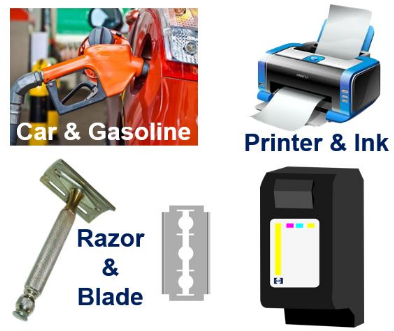 Car & Gasoline
Printer & Ink
Razor
&
Blade